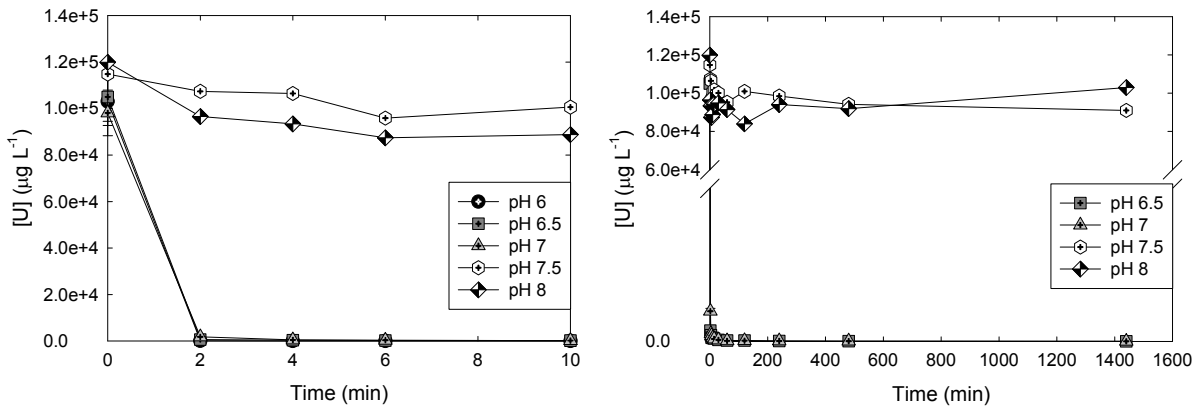 1.4e+5
1.2e+5
1.0e+5
8.0e+4
6.0e+4
4.0e+4
2.0e+4
0.0
[U] (μg L⁻¹)
0 2 4 6 8 10
Time (min)
pH 6
pH 6.5
pH 7
pH 7.5
pH 8
1.4e+5
1.2e+5
1.0e+5
8.0e+4
6.0e+4
0.0
[U] (μg L⁻¹)
0 200 400 600 800 1000 1200 1400 1600
Time (min)
pH 6.5
pH 7
pH 7.5
pH 8